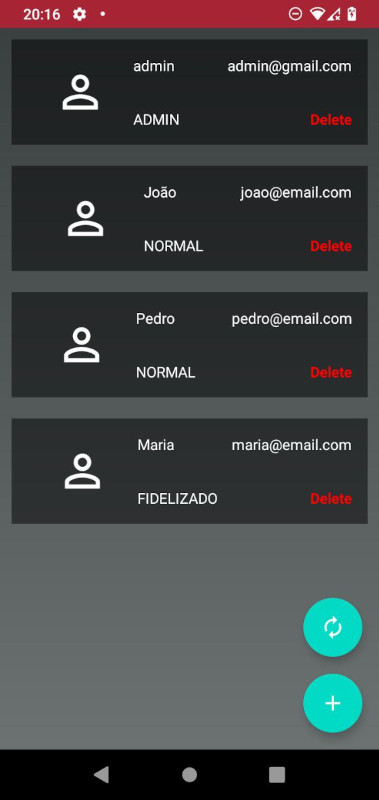 20:16
admin admin@gmail.com
ADMIN Delete
João joao@email.com
NORMAL Delete
Pedro pedro@email.com
NORMAL Delete
Maria maria@email.com
FIDELIZADO Delete